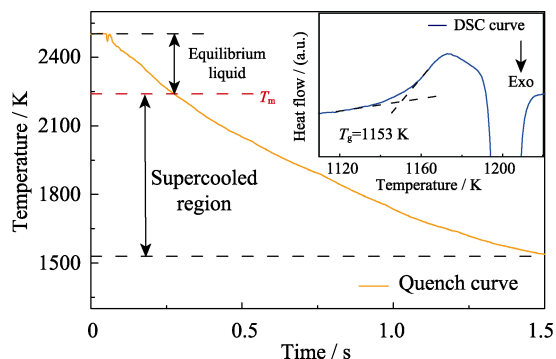 2500
2400
2100
1800
1500
Temperature / K
0
0.5
1.0
1.5
Time / s
Equilibrium
liquid
Tm
Supercooled
region
Quench curve
DSC curve
Exo
Heat flow / (a.u.)
Tg=1153 K
1120
1160
1200
Temperature / K